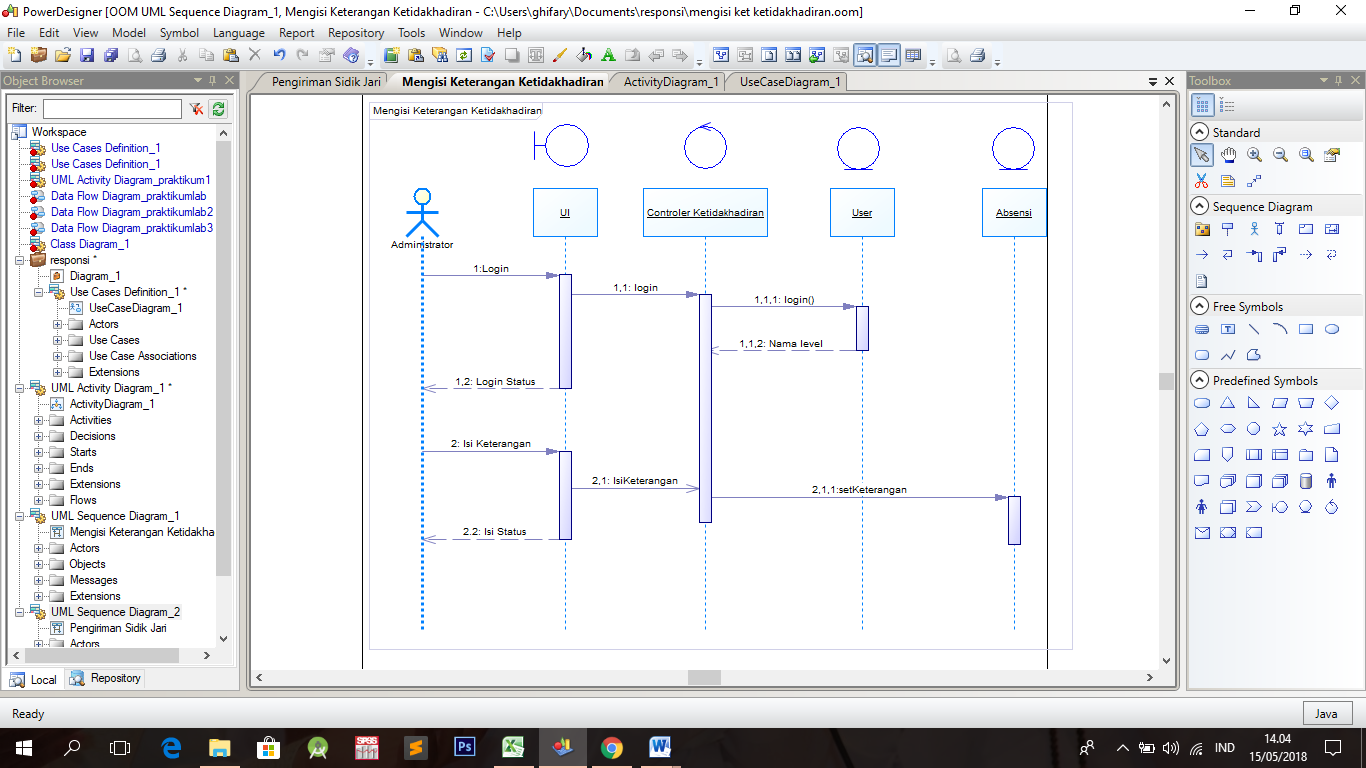 PowerDesigner [OOM UML Sequence Diagram_1, Mengisi Keterangan Ketidakhadiran - C:\Users\ghifary\Documents\responsi\mengisi ket ketidakhadiran.oom]
File Edit View Model Symbol Language Report Repository Tools Window Help
Object Browser
Filter:
Workspace
Use Cases Definition_1
Use Cases Definition_1
UML Activity Diagram_praktikum1
Data Flow Diagram_praktikumlab
Data Flow Diagram_praktikumlab2
Data Flow Diagram_praktikumlab3
Class Diagram_1
responsi *
Diagram_1
Use Cases Definition_1 *
UseCaseDiagram_1
Actors
Use Cases
Use Case Associations
Extensions
UML Activity Diagram_1 *
ActivityDiagram_1
Activities
Decisions
Starts
Ends
Extensions
Flows
UML Sequence Diagram_1
Mengisi Keterangan Ketidakha
Actors
Objects
Messages
Extensions
UML Sequence Diagram_2
Pengiriman Sidik Jari
Actors
Local Repository
Pengiriman Sidik Jari Mengisi Keterangan Ketidakhadiran ActivityDiagram_1 UseCaseDiagram_1
Mengisi Keterangan Ketidakhadiran
UI Controler Ketidakhadiran User Absensi
Administrator
1:Login
1,1: login
1,1,1: login()
1,1,2: Nama level
1,2: Login Status
2: Isi Keterangan
2,1: IsiKeterangan
2,1,1:setKeterangan
2.2: Isi Status
Toolbox
Standard
Sequence Diagram
Free Symbols
Predefined Symbols
Ready
Java
Ps
SPSS
IND
14.04
15/05/2018